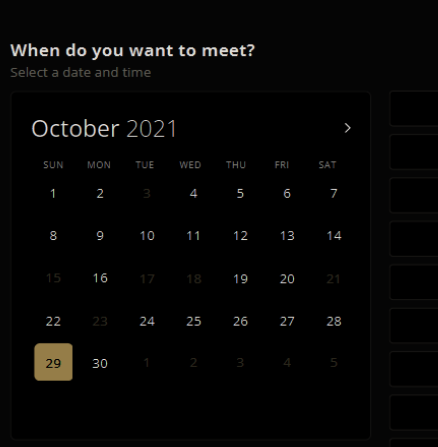 When do you want to meet?
Select a date and time
October 2021
SUN MON TUE WED THU FRI SAT
1 2 3 4 5 6 7
8 9 10 11 12 13 14
15 16 17 18 19 20 21
22 23 24 25 26 27 28
29 30 1 2 3 4 5